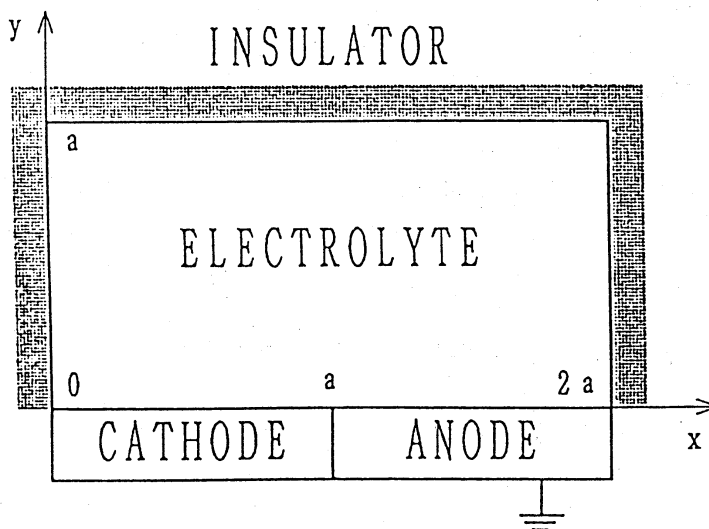 y
INSULATOR
a
ELECTROLYTE
0 a 2 a
CATHODE ANODE
x